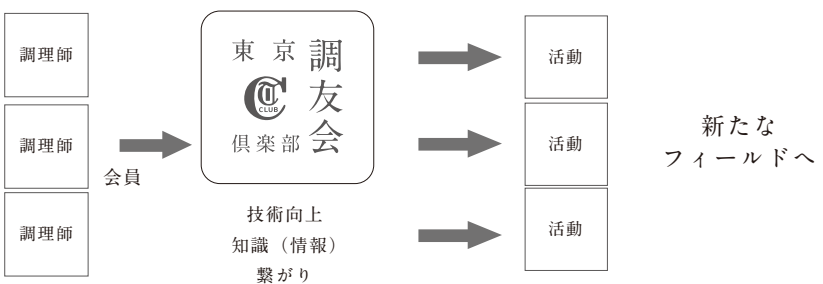 調理師
調理師
調理師
会員
東京
倶楽部
調友会
CLUB
技術向上
知識（情報）
繋がり
活動
活動
活動
新たな
フィールドへ